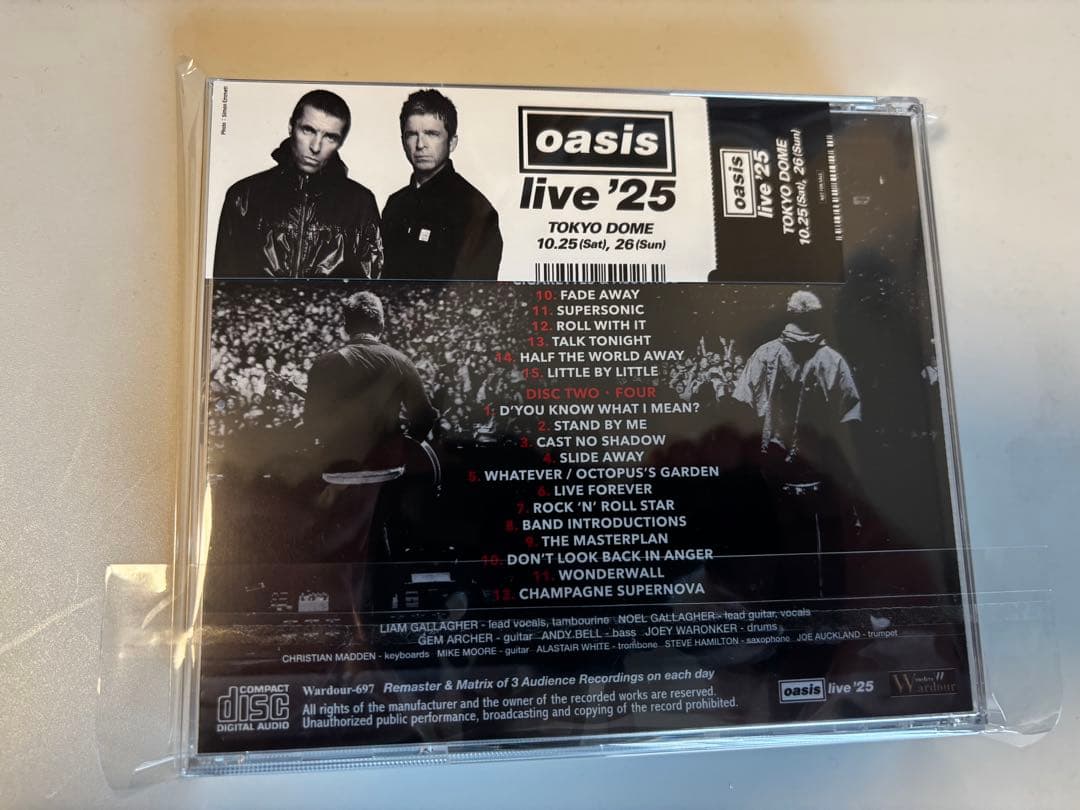 Photo : Simon Emmett
oasis
live '25
TOKYO DOME
10.25(Sat), 26(Sun)
oasis
live '25
TOKYO DOME
10.25(Sat), 26(Sun)
NOT FOR SALE
10. FADE AWAY
11. SUPERSONIC
12. ROLL WITH IT
13. TALK TONIGHT
14. HALF THE WORLD AWAY
15. LITTLE BY LITTLE
DISC TWO · FOUR
1. D'YOU KNOW WHAT I MEAN?
2. STAND BY ME
3. CAST NO SHADOW
4. SLIDE AWAY
5. WHATEVER / OCTOPUS'S GARDEN
6. LIVE FOREVER
7. ROCK 'N' ROLL STAR
8. BAND INTRODUCTIONS
9. THE MASTERPLAN
10. DON'T LOOK BACK IN ANGER
11. WONDERWALL
12. CHAMPAGNE SUPERNOVA
LIAM GALLAGHER - lead vocals, tambourine NOEL GALLAGHER - lead guitar, vocals
GEM ARCHER - guitar ANDY BELL - bass JOEY WARONKER - drums
CHRISTIAN MADDEN - keyboards MIKE MOORE - guitar ALASTAIR WHITE - trombone STEVE HAMILTON - saxophone JOE AUCKLAND - trumpet
COMPACT
disc
DIGITAL AUDIO
Wardour-697 Remaster & Matrix of 3 Audience Recordings on each day
All rights of the manufacturer and the owner of the recorded works are reserved.
Unauthorized public performance, broadcasting and copying of the record prohibited.
oasis live '25
Wardour